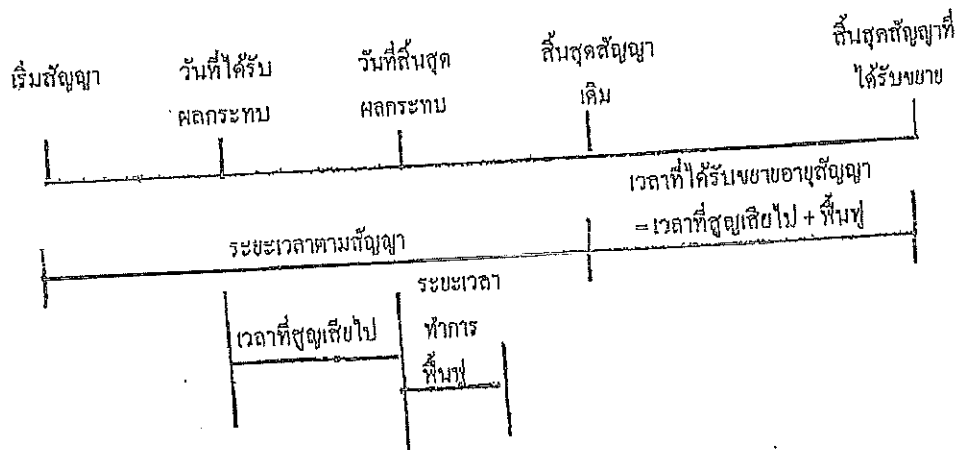 เริ่มสัญญา
วันที่ได้รับ
ผลกระทบ
วันที่สิ้นสุด
ผลกระทบ
สิ้นสุดสัญญา
เดิม
สิ้นสุดสัญญาที่
ได้รับขยาย
เวลาที่ได้รับขยายอายุสัญญา
=เวลาที่สูญเสียไป + ฟื้นฟู
ระยะเวลาตามสัญญา
ระยะเวลา
ทำการ
ฟื้นฟู
เวลาที่สูญเสียไป